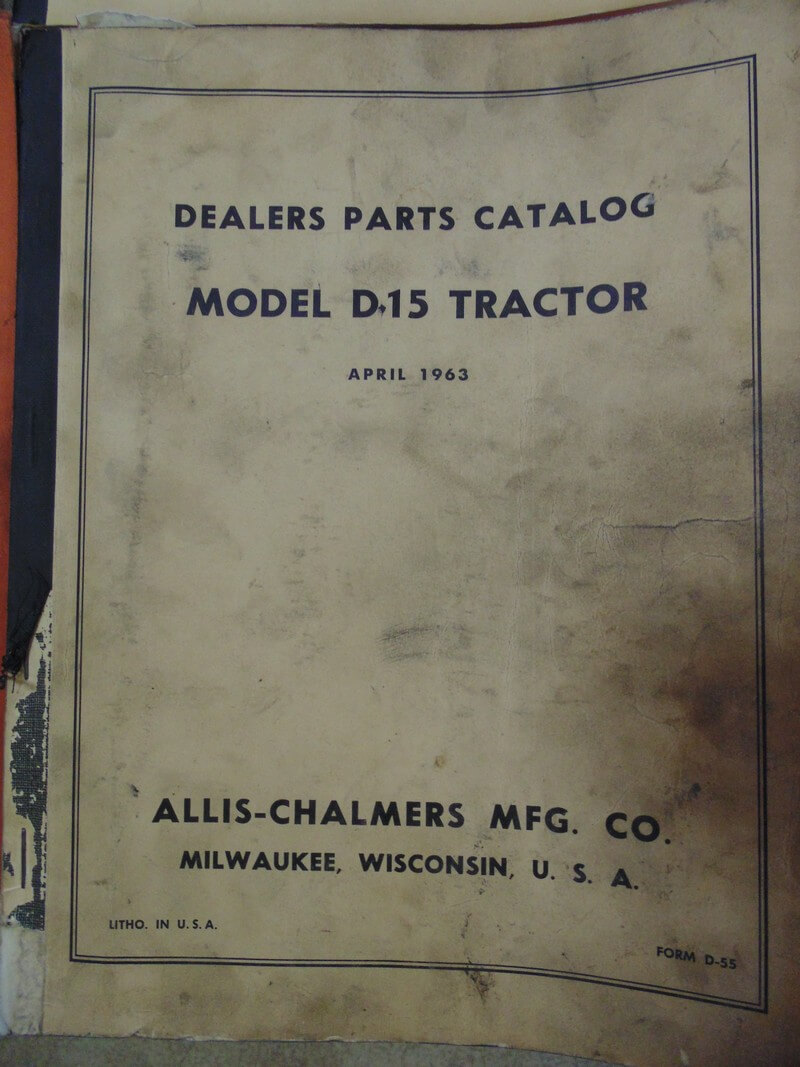 DEALERS PARTS CATALOG
MODEL D-15 TRACTOR
APRIL 1963
ALLIS-CHALMERS MFG. CO.
MILWAUKEE, WISCONSIN, U. S. A.
LITHO. IN U. S. A.
FORM D-55